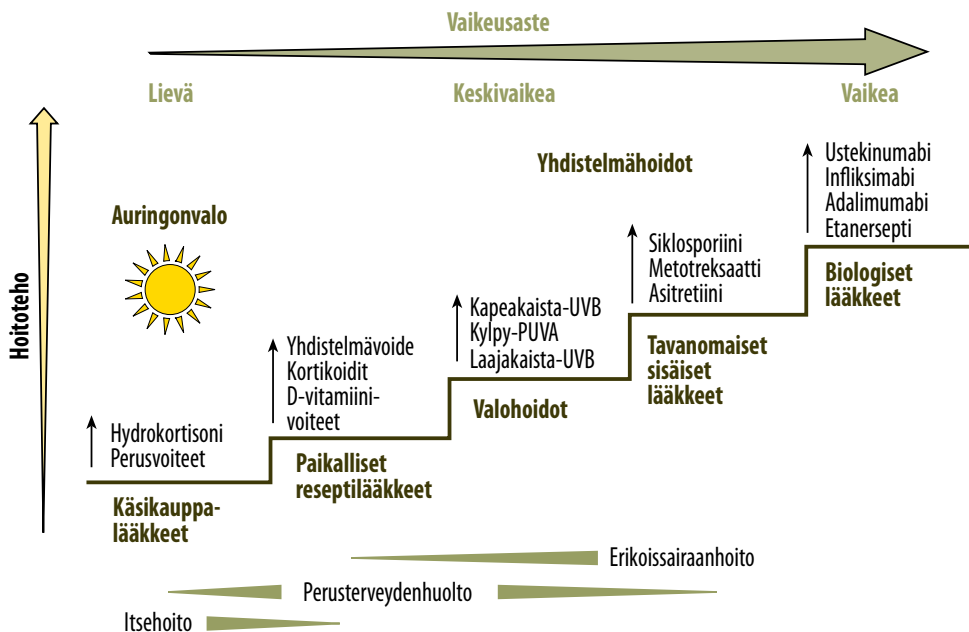 Vaikeusaste
Lievä
Keskivaikea
Vaikea
Hoitoteho
Auringonvalo
Yhdistelmähoidot
Hydrokortisoni
Perusvoiteet
Käsikauppa-
lääkkeet
Yhdistelmävoide
Kortikoidit
D-vitamiini-
voiteet
Paikalliset
reseptilääkkeet
Kapeakaista-UVB
Kylpy-PUVA
Laajakaista-UVB
Valohoidot
Siklosporiini
Metotreksaatti
Asitretiini
Tavanomaiset
sisäiset
lääkkeet
Ustekinumabi
Infliksimabi
Adalimumabi
Etanersepti
Biologiset
lääkkeet
Erikoissairaanhoito
Perusterveydenhuolto
Itsehoito